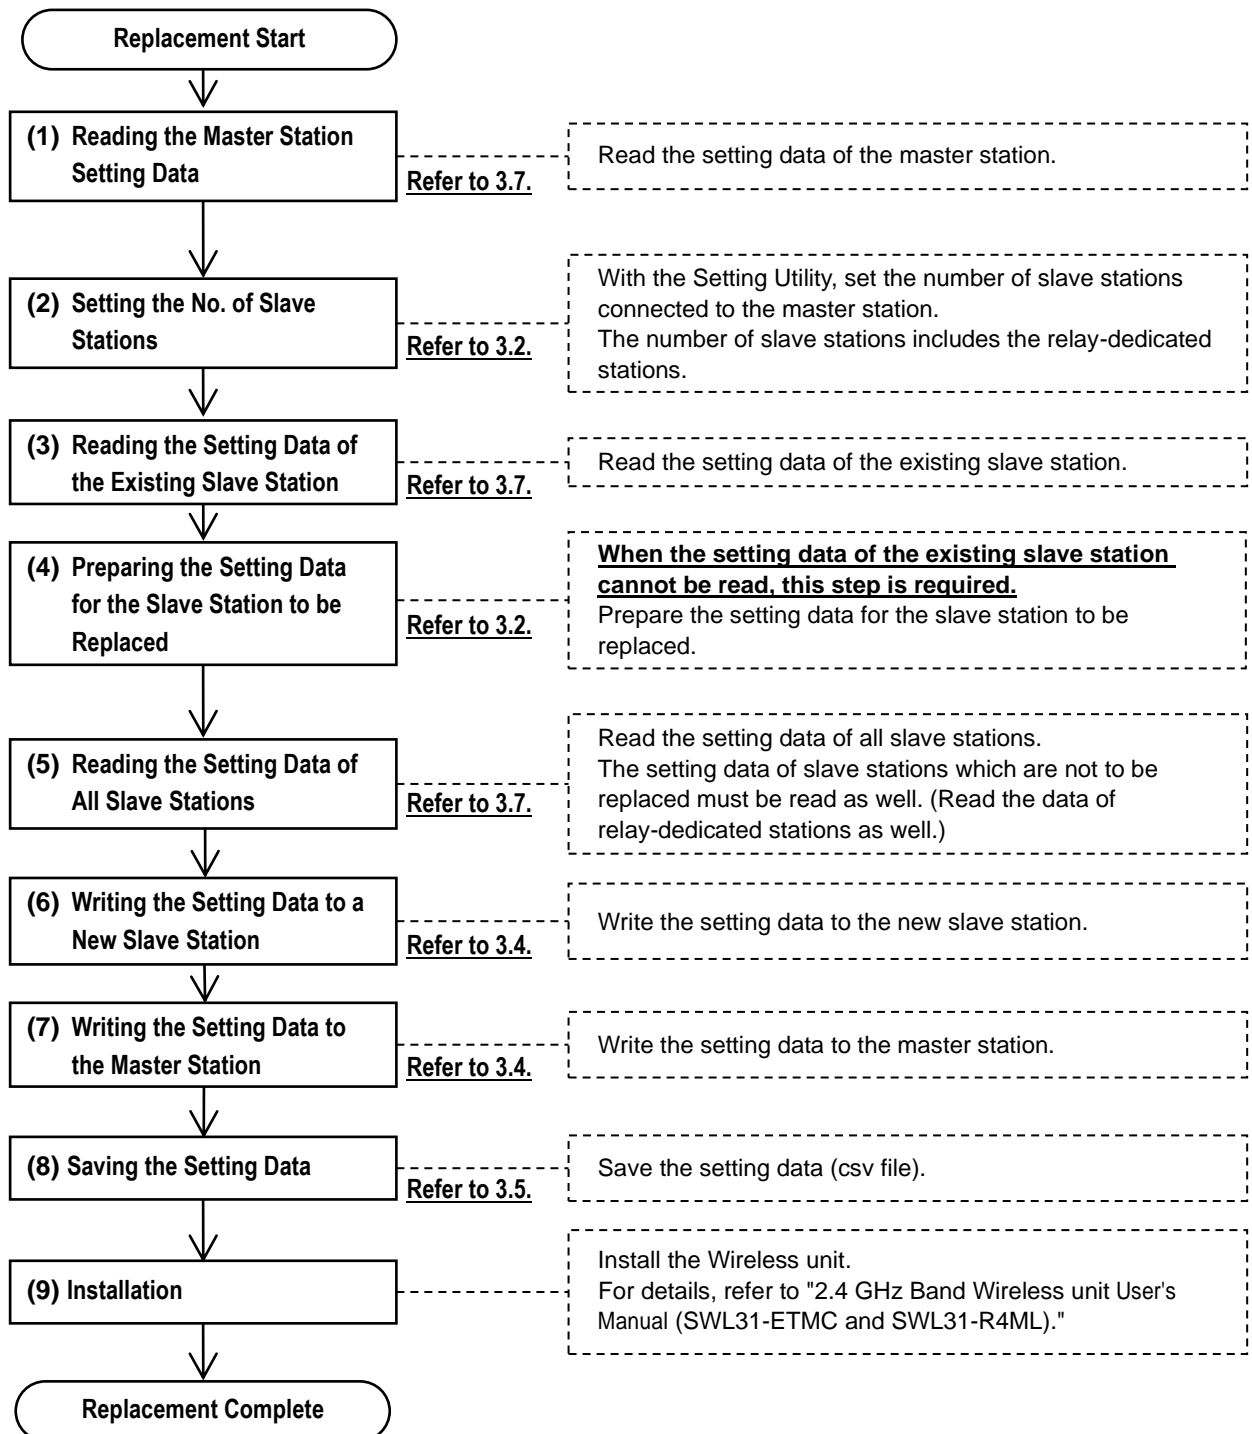 Replacement Start
(1) Reading the Master Station
Setting Data
Refer to 3.7.
Read the setting data of the master station.
(2) Setting the No. of Slave
Stations
Refer to 3.2.
With the Setting Utility, set the number of slave stations
connected to the master station.
The number of slave stations includes the relay-dedicated
stations.
(3) Reading the Setting Data of
the Existing Slave Station
Refer to 3.7.
Read the setting data of the existing slave station.
(4) Preparing the Setting Data
for the Slave Station to be
Replaced
Refer to 3.2.
When the setting data of the existing slave station
cannot be read, this step is required.
Prepare the setting data for the slave station to be
replaced.
(5) Reading the Setting Data of
All Slave Stations
Refer to 3.7.
Read the setting data of all slave stations.
The setting data of slave stations which are not to be
replaced must be read as well. (Read the data of
relay-dedicated stations as well.)
(6) Writing the Setting Data to a
New Slave Station
Refer to 3.4.
Write the setting data to the new slave station.
(7) Writing the Setting Data to
the Master Station
Refer to 3.4.
Write the setting data to the master station.
(8) Saving the Setting Data
Refer to 3.5.
Save the setting data (csv file).
(9) Installation
Install the Wireless unit.
For details, refer to "2.4 GHz Band Wireless unit User's
Manual (SWL31-ETMC and SWL31-R4ML)."
Replacement Complete